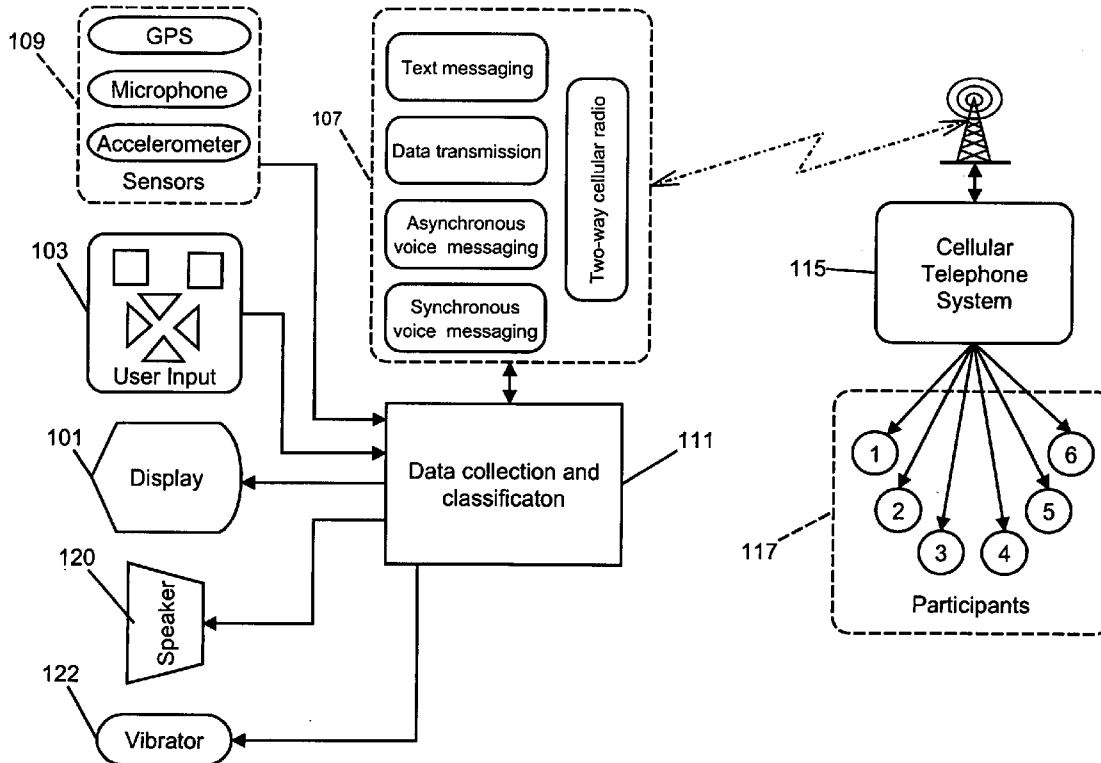 109
GPS
Microphone
Accelerometer
Sensors
107
Text messaging
Data transmission
Asynchronous
voice messaging
Synchronous
voice messaging
Two-way cellular radio
103
User Input
101
Display
120
Speaker
122
Vibrator
Data collection and
classificaton
111
115
Cellular
Telephone
System
117
1
2
3
4
5
6
Participants